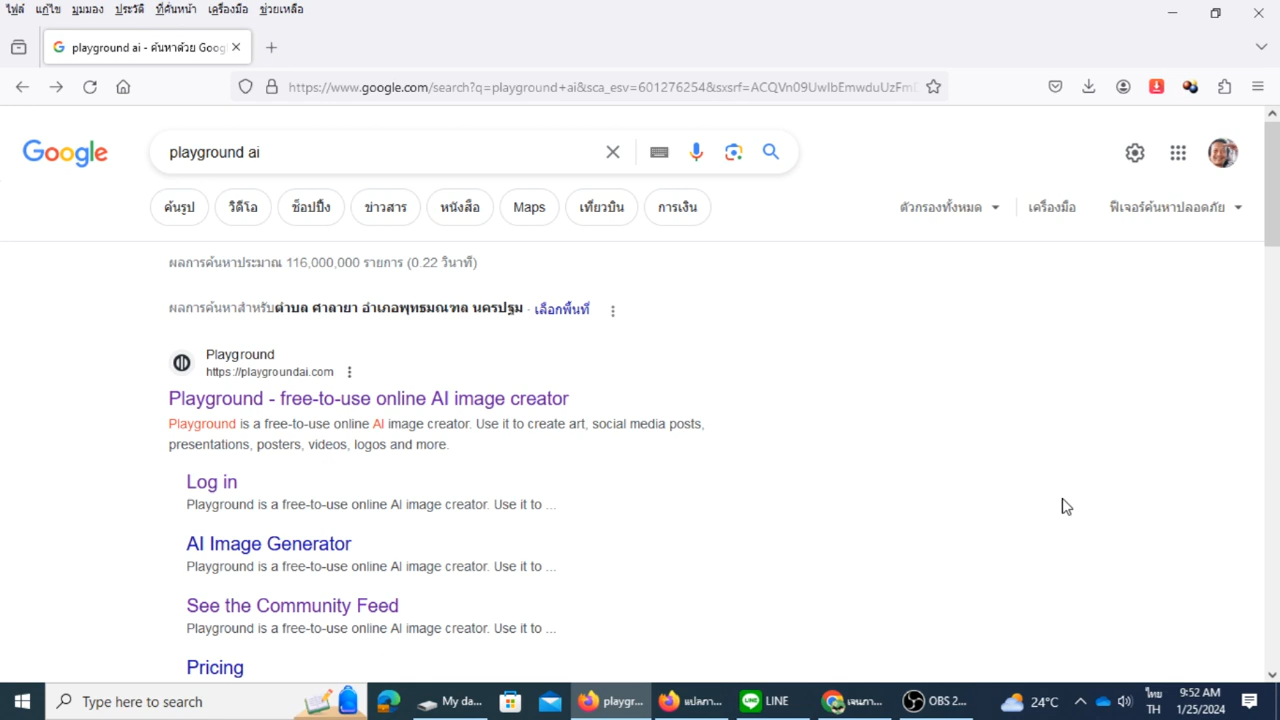 ไฟล์ แก้ไข มุมมอง ประวัติ ที่คั่นหน้า เครื่องมือ ช่วยเหลือ
playground ai - ค้นหาด้วย Goog
https://www.google.com/search?q=playground+ai&sca_esv=601276254&sxsrf=ACQVn09UwIbEmwduUzFm
Google
playground ai
ค้นรูป วิดีโอ ช็อปปิ้ง ข่าวสาร หนังสือ Maps เที่ยวบิน การเงิน ตัวกรองทั้งหมด เครื่องมือ ฟีเจอร์ค้นหาปลอดภัย
ผลการค้นหาประมาณ 116,000,000 รายการ (0.22 วินาที)
ผลการค้นหาสำหรับตำบล ศาลายา อำเภอพุทธมณฑล นครปฐม · เลือกพื้นที่
Playground
https://playgroundai.com
Playground - free-to-use online AI image creator
Playground is a free-to-use online AI image creator. Use it to create art, social media posts,
presentations, posters, videos, logos and more.
Log in
Playground is a free-to-use online AI image creator. Use it to ...
AI Image Generator
Playground is a free-to-use online AI image creator. Use it to ...
See the Community Feed
Playground is a free-to-use online AI image creator. Use it to ...
Pricing
Type here to search My da... playgr... แปลภา... LINE เจนภา... OBS 2... 24°C ไทย TH 9:52 AM 1/25/2024